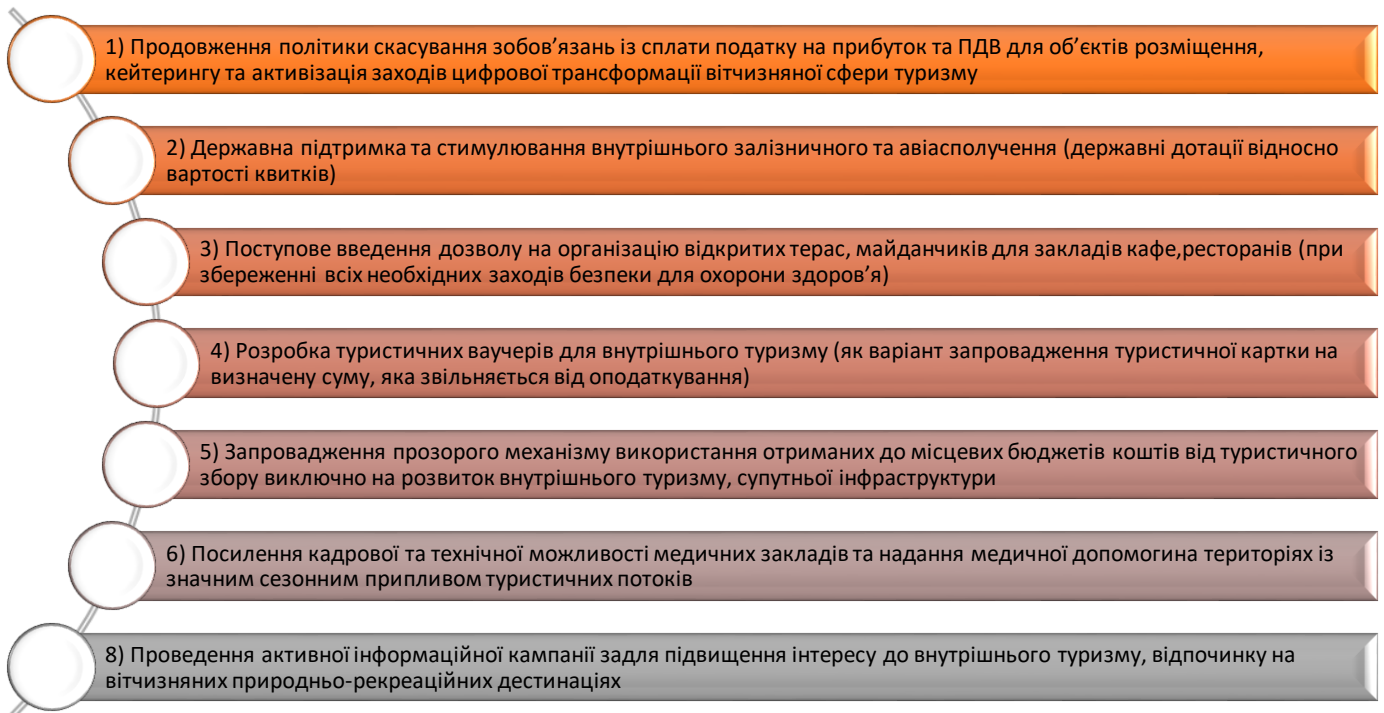 1) Продовження політики скасування зобов’язань із сплати податку на прибуток та ПДВ для об’єктів розміщення,
кейтерингу та активізація заходів цифрової трансформації вітчизняної сфери туризму
2) Державна підтримка та стимулювання внутрішнього залізничного та авіасполучення (державні дотації відносно
вартості квитків)
3) Поступове введення дозволу на організацію відкритих терас, майданчиків для закладів кафе,ресторанів (при
збереженні всіх необхідних заходів безпеки для охорони здоров’я)
4) Розробка туристичних ваучерів для внутрішнього туризму (як варіант запровадження туристичної картки на
визначену суму, яка звільняється від оподаткування)
5) Запровадження прозорого механізму використання отриманих до місцевих бюджетів коштів від туристичного
збору виключно на розвиток внутрішнього туризму, супутньої інфраструктури
6) Посилення кадрової та технічної можливості медичних закладів та надання медичної допомогина територіях із
значним сезонним припливом туристичних потоків
8) Проведення активної інформаційної кампанії задля підвищення інтересу до внутрішнього туризму, відпочинку на
вітчизняних природньо-рекреаційних дестинаціях